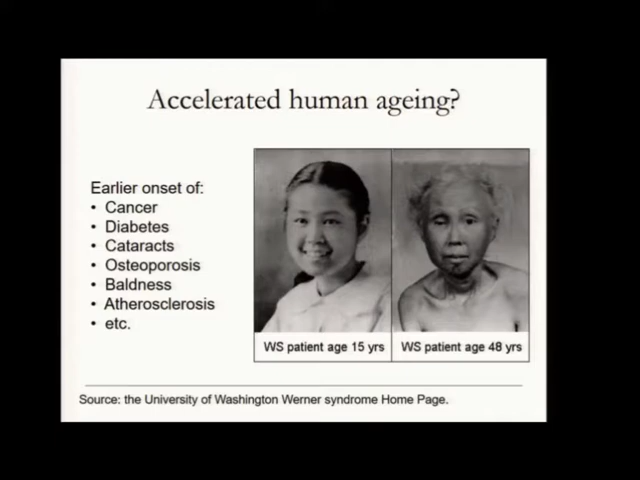 Accelerated human ageing?
Earlier onset of:
• Cancer
• Diabetes
• Cataracts
• Osteoporosis
• Baldness
• Atherosclerosis
• etc.
WS patient age 15 yrs
WS patient age 48 yrs
Source: the University of Washington Werner syndrome Home Page.